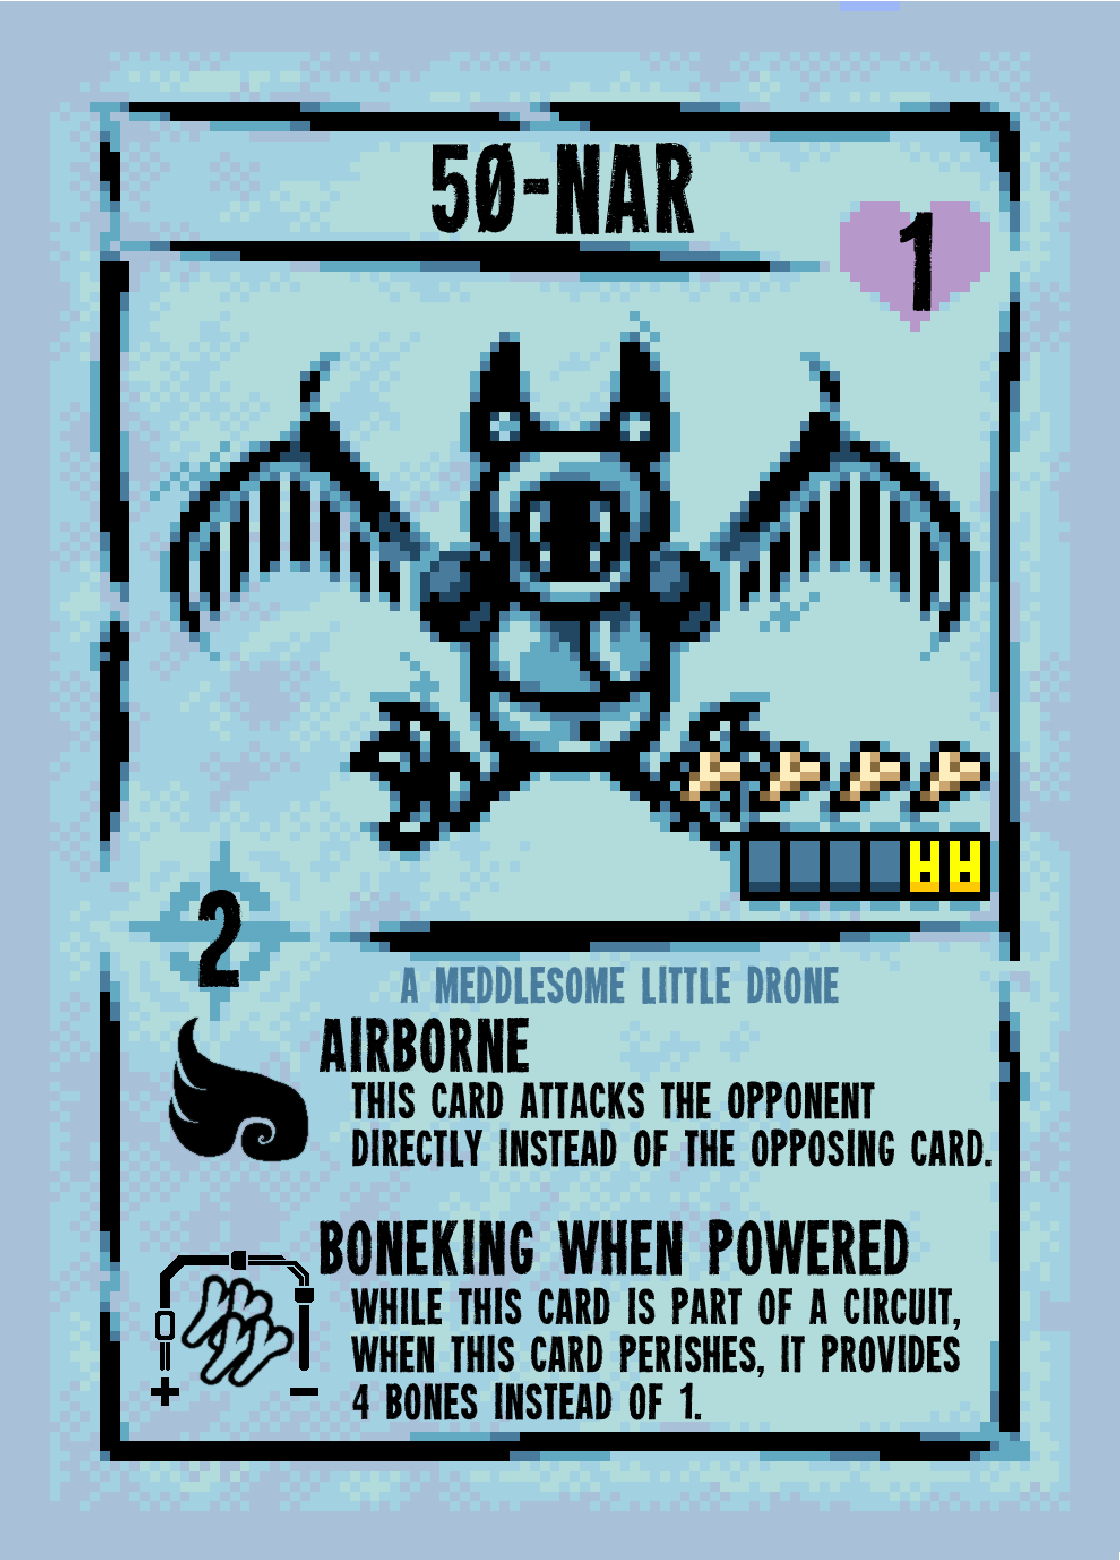 5Ø-NAR
1
2
A MEDDLESOME LITTLE DRONE
AIRBORNE
THIS CARD ATTACKS THE OPPONENT
DIRECTLY INSTEAD OF THE OPPOSING CARD.
BONEKING WHEN POWERED
WHILE THIS CARD IS PART OF A CIRCUIT,
WHEN THIS CARD PERISHES, IT PROVIDES
4 BONES INSTEAD OF 1.